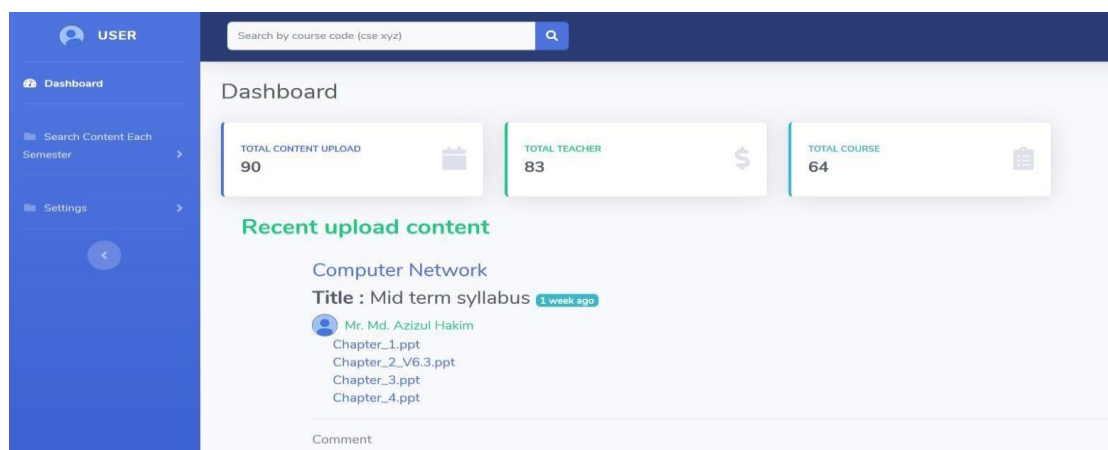 USER
Search by course code (cse xyz)
Dashboard
Search Content Each
Semester
Settings
Dashboard
TOTAL CONTENT UPLOAD
90
TOTAL TEACHER
83
TOTAL COURSE
64
Recent upload content
Computer Network
Title : Mid term syllabus 1 week ago
Mr. Md. Azizul Hakim
Chapter_1.ppt
Chapter_2_V6.3.ppt
Chapter_3.ppt
Chapter_4.ppt
Comment